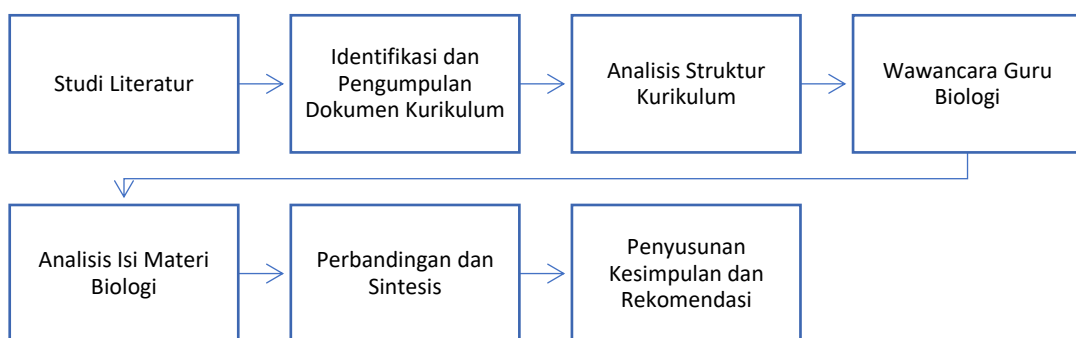 Studi Literatur
Identifikasi dan
Pengumpulan
Dokumen Kurikulum
Analisis Struktur
Kurikulum
Wawancara Guru
Biologi
Analisis Isi Materi
Biologi
Perbandingan dan
Sintesis
Penyusunan
Kesimpulan dan
Rekomendasi